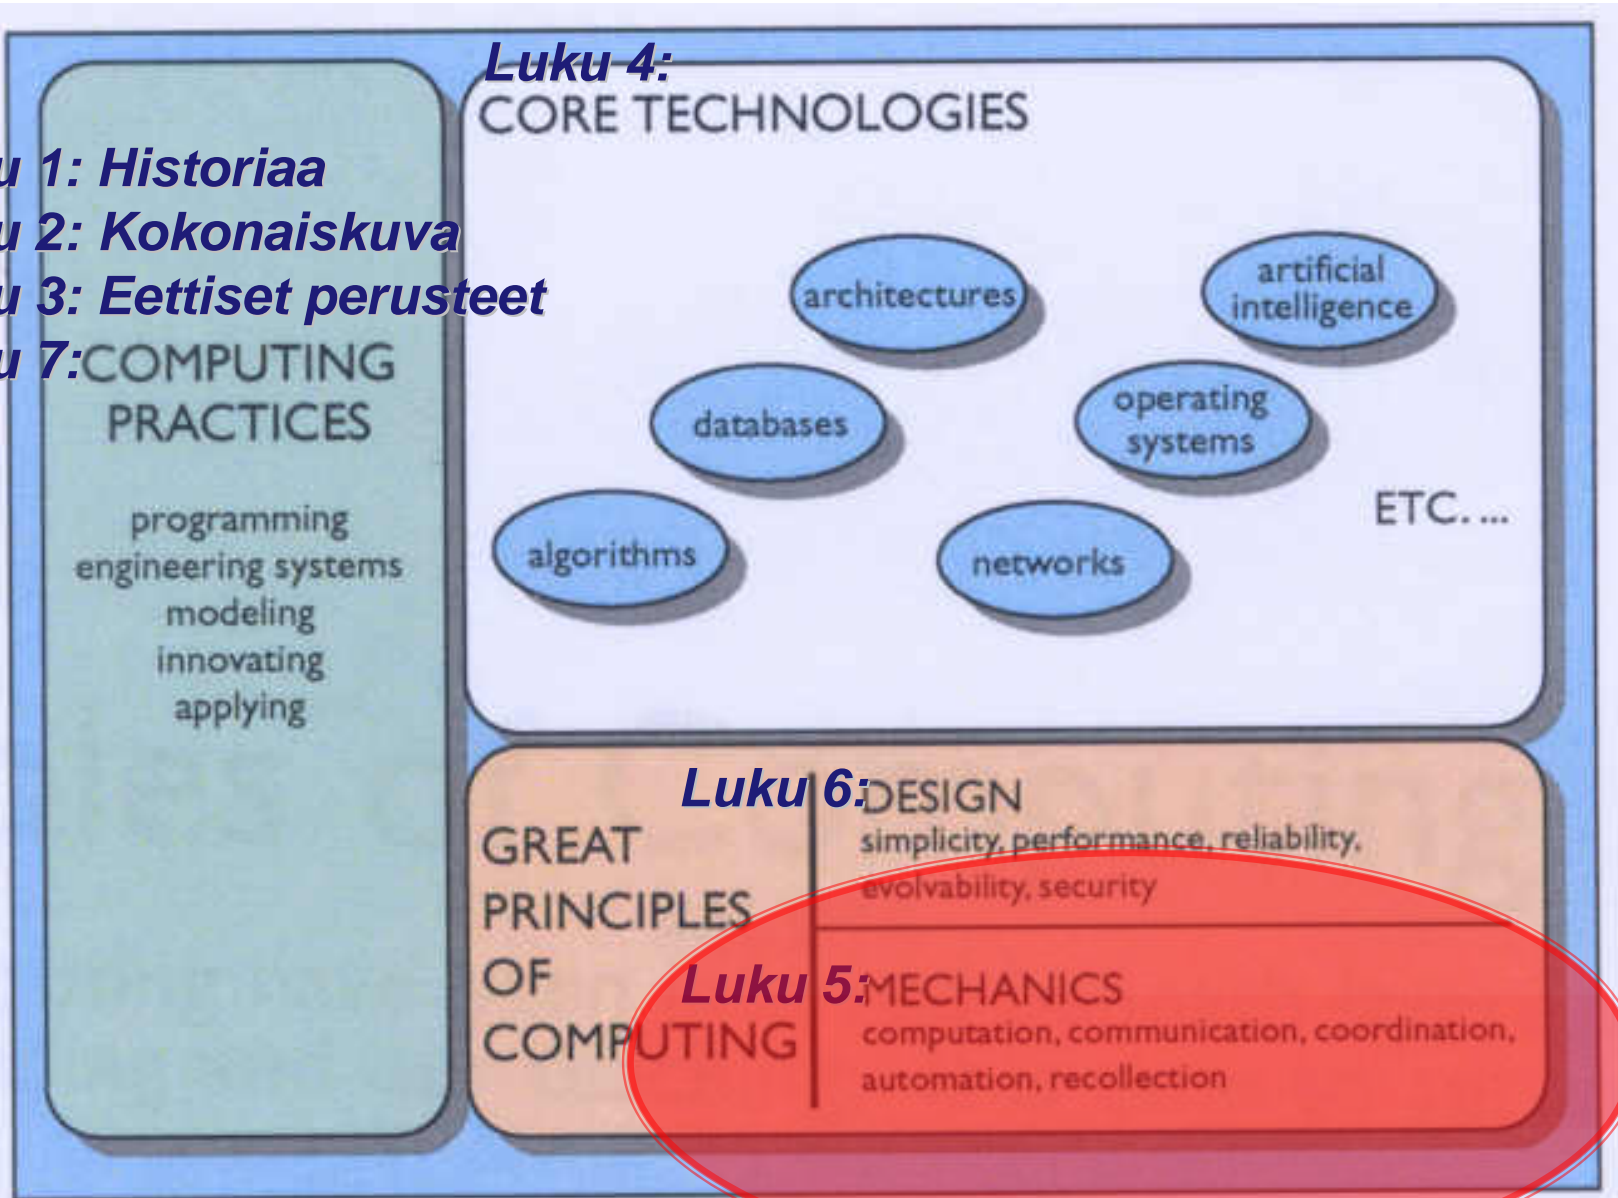 u 1: Historiaa
u 2: Kokonaiskuva
u 3: Eettiset perusteet
u 7: COMPUTING
PRACTICES
programming
engineering systems
modeling
innovating
applying
Luku 4:
CORE TECHNOLOGIES
architectures
artificial
intelligence
databases
operating
systems
algorithms
networks
ETC. ...
GREAT
PRINCIPLES
OF
COMPUTING
Luku 6: DESIGN
simplicity, performance, reliability,
evolvability, security
Luku 5: MECHANICS
computation, communication, coordination,
automation, recollection